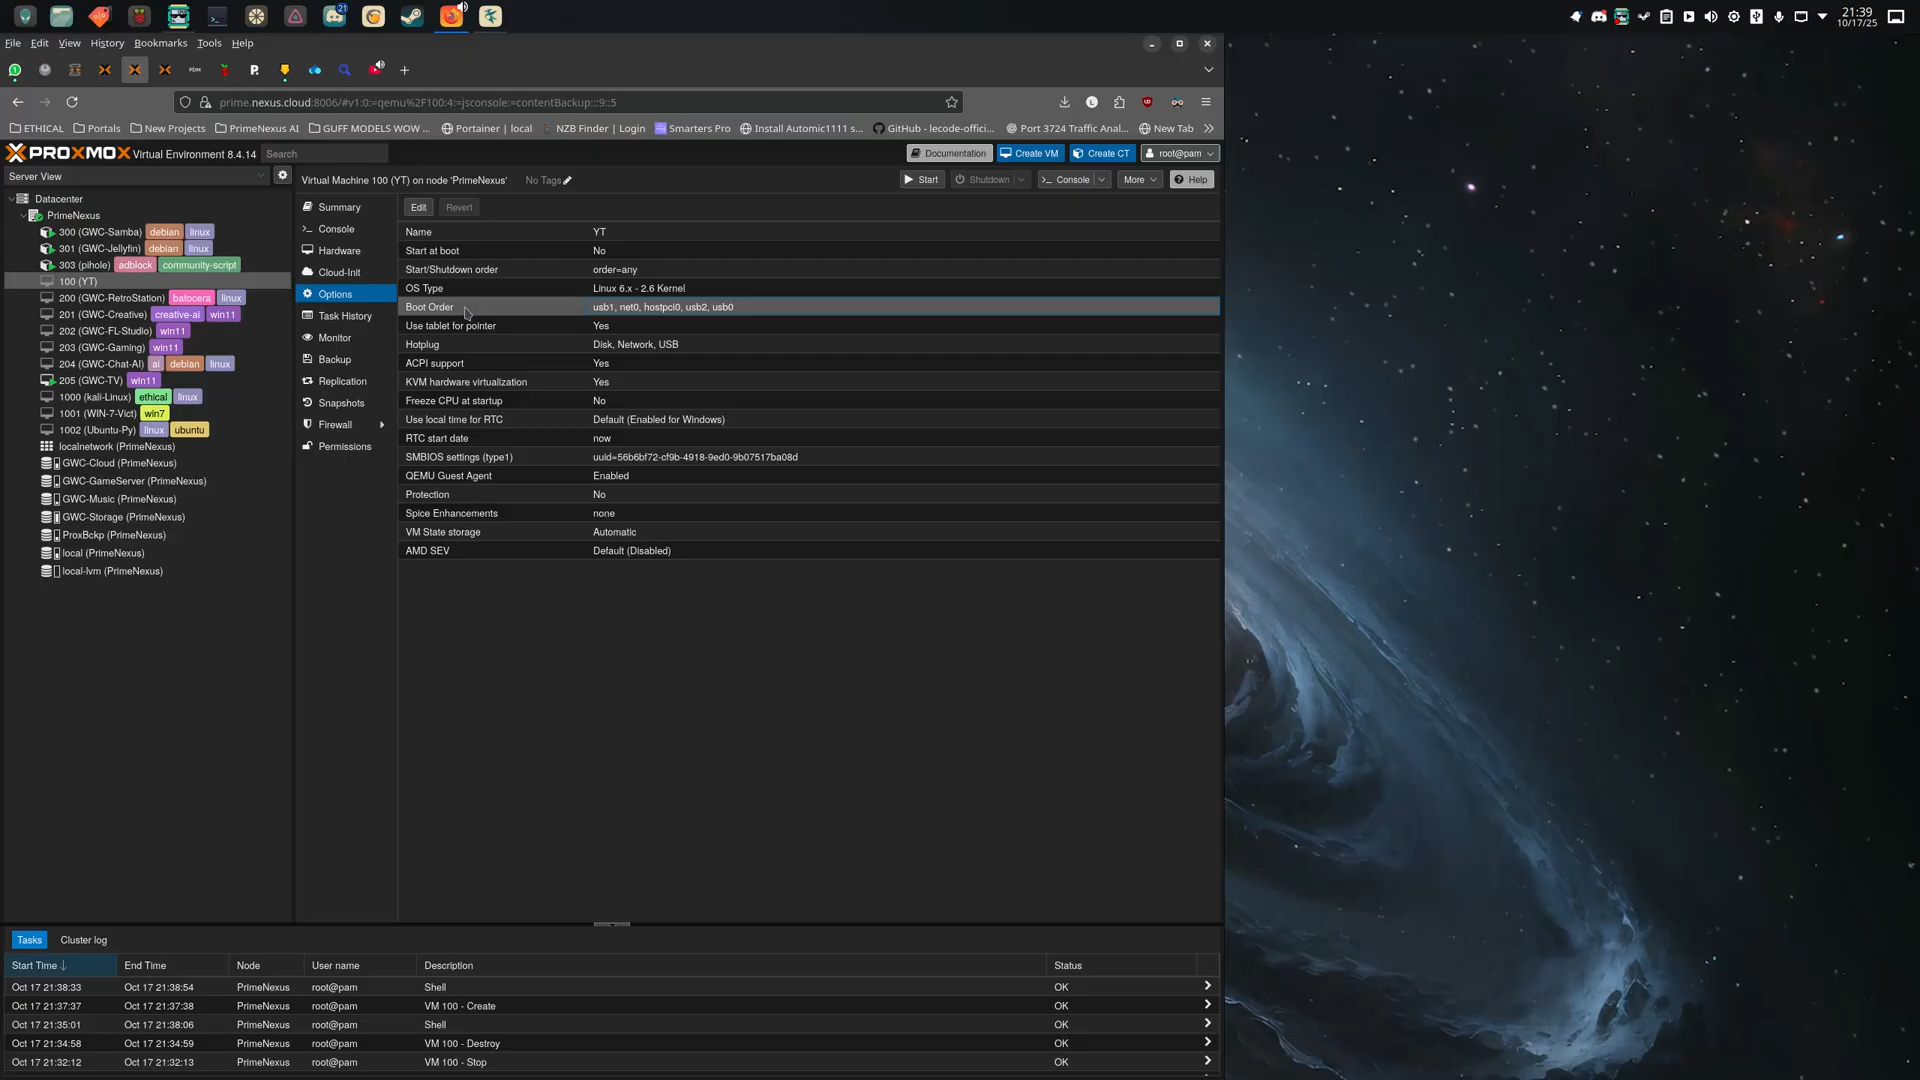 21
21:39
10/17/25
File Edit View History Bookmarks Tools Help
prime.nexus.cloud:8006/#v1:0:=qemu%2F100:4:=jsconsole:=contentBackup:::9::5
ETHICAL Portals New Projects PrimeNexus AI GUFF MODELS WOW ... Portainer | local NZB Finder | Login Smarters Pro Install Automic1111 s... GitHub - lecode-offici... Port 3724 Traffic Anal... New Tab
PROXMOX Virtual Environment 8.4.14 Search Documentation Create VM Create CT root@pam
Server View
Virtual Machine 100 (YT) on node 'PrimeNexus' No Tags Start Shutdown Console More Help
Datacenter
PrimeNexus
300 (GWC-Samba) debian linux
301 (GWC-Jellyfin) debian linux
303 (pihole) adblock community-script
100 (YT)
200 (GWC-RetroStation) batocera linux
201 (GWC-Creative) creative-ai win11
202 (GWC-FL-Studio) win11
203 (GWC-Gaming) win11
204 (GWC-Chat-AI) ai debian linux
205 (GWC-TV) win11
1000 (kali-Linux) ethical linux
1001 (WIN-7-Vict) win7
1002 (Ubuntu-Py) linux ubuntu
localnetwork (PrimeNexus)
GWC-Cloud (PrimeNexus)
GWC-GameServer (PrimeNexus)
GWC-Music (PrimeNexus)
GWC-Storage (PrimeNexus)
ProxBckp (PrimeNexus)
local (PrimeNexus)
local-lvm (PrimeNexus)
Summary
Console
Hardware
Cloud-Init
Options
Task History
Monitor
Backup
Replication
Snapshots
Firewall
Permissions
Edit Revert
Name YT
Start at boot No
Start/Shutdown order order=any
OS Type Linux 6.x - 2.6 Kernel
Boot Order usb1, net0, hostpci0, usb2, usb0
Use tablet for pointer Yes
Hotplug Disk, Network, USB
ACPI support Yes
KVM hardware virtualization Yes
Freeze CPU at startup No
Use local time for RTC Default (Enabled for Windows)
RTC start date now
SMBIOS settings (type1) uuid=56b6bf72-cf9b-4918-9ed0-9b07517ba08d
QEMU Guest Agent Enabled
Protection No
Spice Enhancements none
VM State storage Automatic
AMD SEV Default (Disabled)
Tasks Cluster log
Start Time End Time Node User name Description Status
Oct 17 21:38:33 Oct 17 21:38:54 PrimeNexus root@pam Shell OK
Oct 17 21:37:37 Oct 17 21:37:38 PrimeNexus root@pam VM 100 - Create OK
Oct 17 21:35:01 Oct 17 21:38:06 PrimeNexus root@pam Shell OK
Oct 17 21:34:58 Oct 17 21:34:59 PrimeNexus root@pam VM 100 - Destroy OK
Oct 17 21:32:12 Oct 17 21:32:13 PrimeNexus root@pam VM 100 - Stop OK